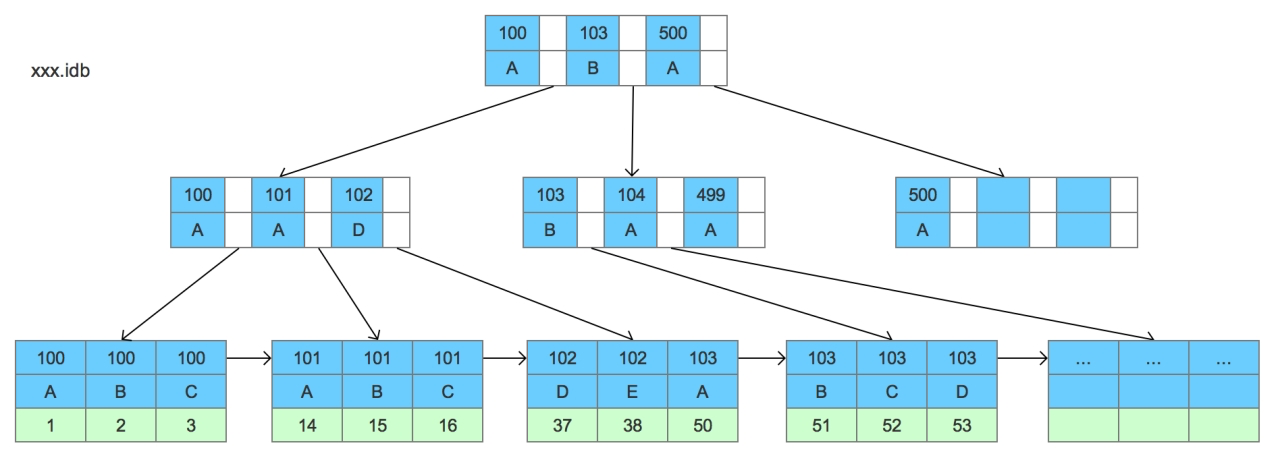 100 103 500
xxx.idb
A B A
100 101 102 103 104 499 500
A A D B A A A
100 100 100 101 101 101 102 102 103 103 103 103 ... ... ...
A B C A B C D E A B C D
1 2 3 14 15 16 37 38 50 51 52 53